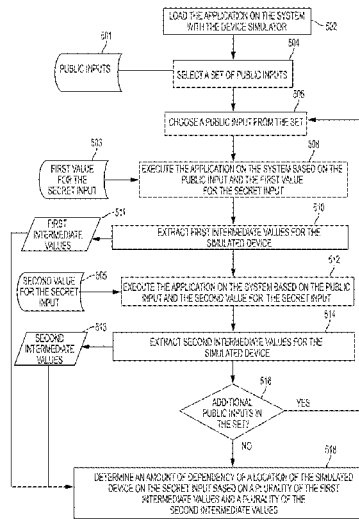 LOAD THE APPLICATION ON THE SYSTEM
WITH THE DEVICE SIMULATOR
502
501
PUBLIC INPUTS
504
SELECT A SET OF PUBLIC INPUTS
506
CHOOSE A PUBLIC INPUT FROM THE SET
503
FIRST VALUE
FOR THE
SECRET INPUT
508
EXECUTE THE APPLICATION ON THE SYSTEM BASED ON THE
PUBLIC INPUT AND THE FIRST VALUE
FOR THE SECRET INPUT
511
FIRST
INTERMEDIATE
VALUES
510
EXTRACT FIRST INTERMEDIATE VALUES FOR THE
SIMULATED DEVICE
505
SECOND VALUE
FOR THE SECRET
INPUT
512
EXECUTE THE APPLICATION ON THE SYSTEM BASED ON THE PUBLIC
INPUT AND THE SECOND VALUE FOR THE SECRET INPUT
513
SECOND
INTERMEDIATE
VALUES
514
EXTRACT SECOND INTERMEDIATE VALUES FOR THE
SIMULATED DEVICE
516
ADDITIONAL
PUBLIC INPUTS IN
THE SET?
YES
NO
518
DETERMINE AN AMOUNT OF DEPENDENCY OF A LOCATION OF THE SIMULATED
DEVICE ON THE SECRET INPUT BASED ON A PLURALITY OF THE FIRST
INTERMEDIATE VALUES AND A PLURALITY OF THE
SECOND INTERMEDIATE VALUES